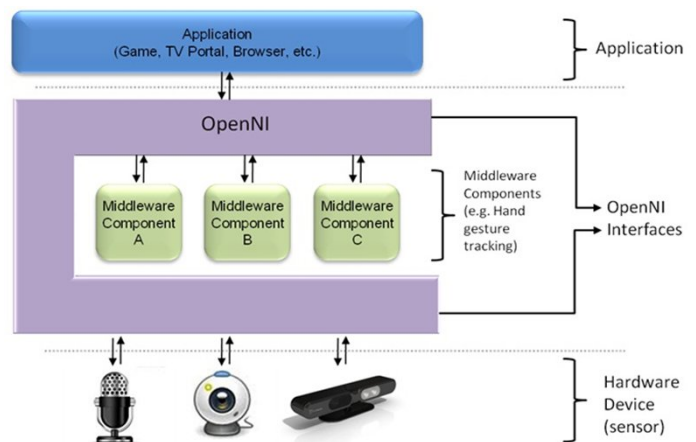 Application
(Game, TV Portal, Browser, etc.)
Application
OpenNI
Middleware
Component
A
Middleware
Component
B
Middleware
Component
C
Middleware
Components
(e.g. Hand
gesture
tracking)
OpenNI
Interfaces
Hardware
Device
(sensor)